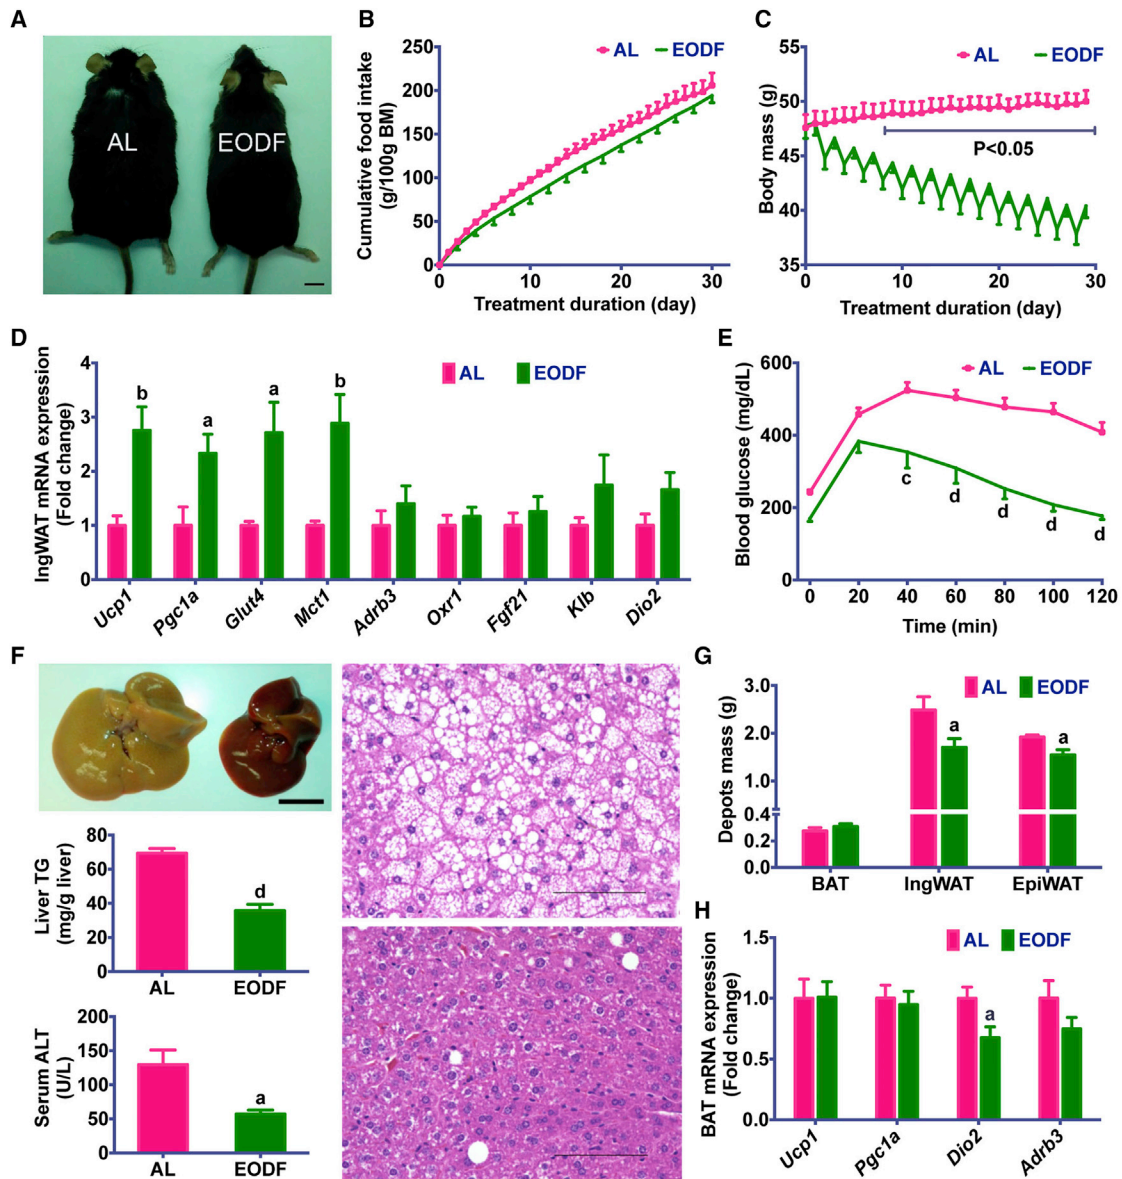 A
AL
EODF
B
AL
EODF
Cumulative food intake
(g/100g BMI)
250
200
150
100
50
0
0
10
20
30
Treatment duration (day)
C
AL
EODF
Body mass (g)
55
50
45
40
35
P<0.05
0
10
20
30
Treatment duration (day)
D
AL
EODF
IngWAT mRNA expression
(Fold change)
4
3
2
1
0
b
a
a
b
Ucp1
Pgc1a
Glut4
Mct1
Adrb3
Oxr1
Fgf21
Klb
Dio2
E
AL
EODF
Blood glucose (mg/dL)
600
400
200
0
c
d
d
d
d
0
20
40
60
80
100
120
Time (min)
F
Liver TG
(mg/g liver)
80
60
40
20
0
d
AL
EODF
Serum ALT
(U/L)
200
150
100
50
0
a
AL
EODF
G
AL
EODF
Depots mass (g)
3.0
2.0
1.0
0.4
0.2
0.0
a
a
BAT
IngWAT
EpiWAT
H
AL
EODF
BAT mRNA expression
(Fold change)
1.5
1.0
0.5
0.0
a
Ucp1
Pgc1a
Dio2
Adrb3